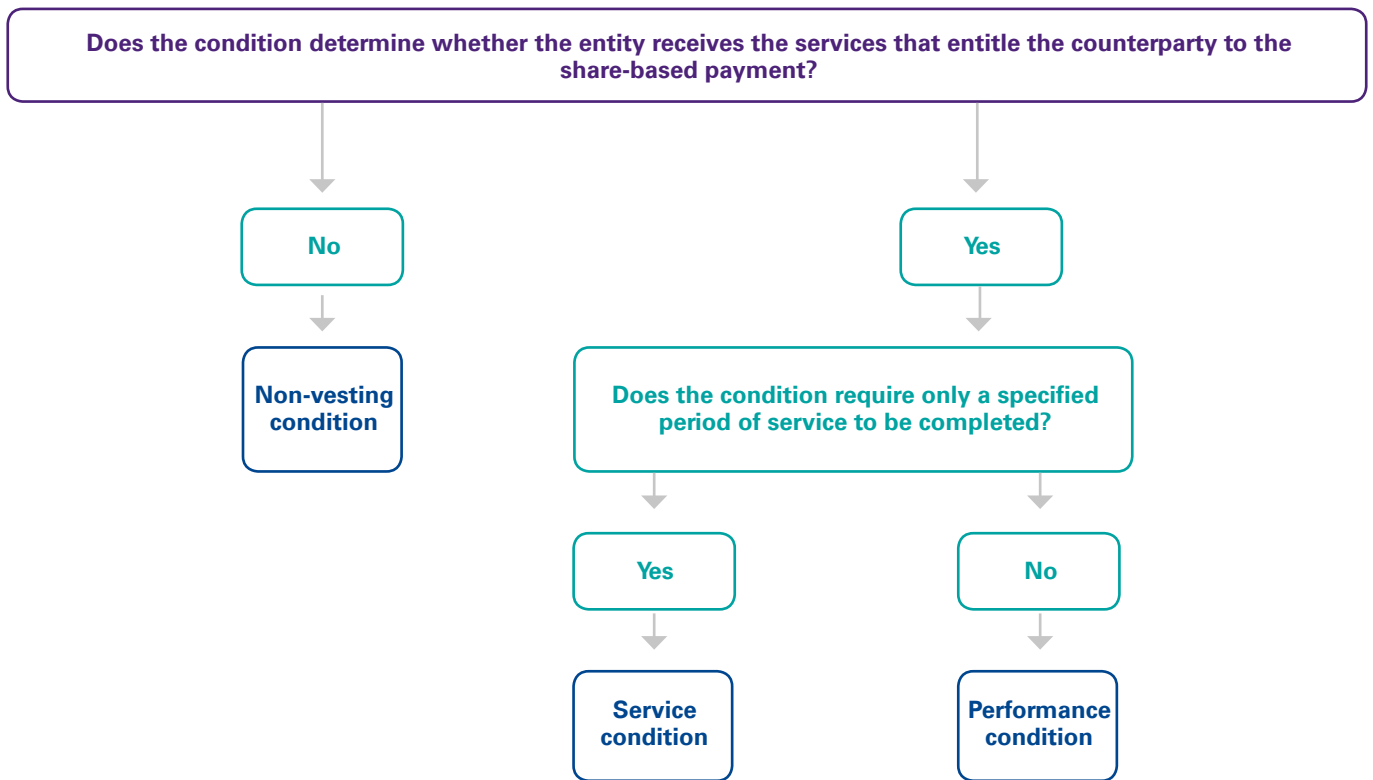 Does the condition determine whether the entity receives the services that entitle the counterparty to the
share-based payment?
No
Yes
Non-vesting
condition
Does the condition require only a specified
period of service to be completed?
Yes
No
Service
condition
Performance
condition